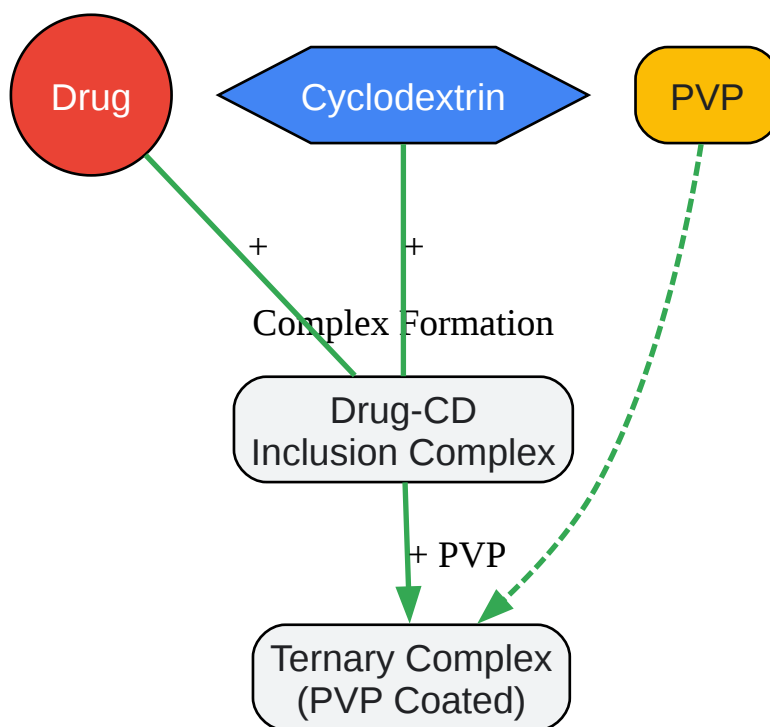 Drug
Cyclodextrin
PVP
+
+
Complex Formation
Drug-CD
Inclusion Complex
+ PVP
Ternary Complex
(PVP Coated)